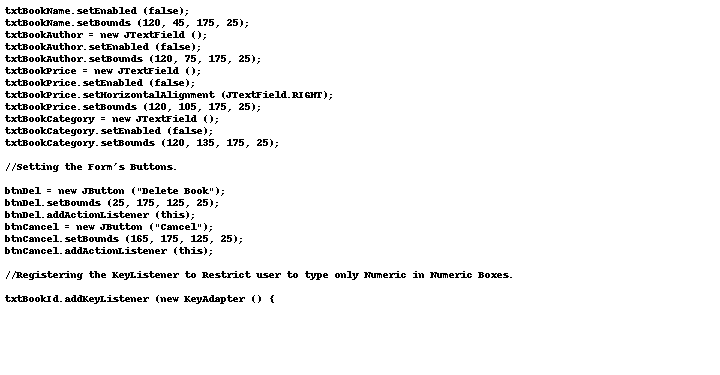 txtBookName.setEnabled (false);
txtBookName.setBounds (120, 45, 175, 25);
txtBookAuthor = new JTextField ();
txtBookAuthor.setEnabled (false);
txtBookAuthor.setBounds (120, 75, 175, 25);
txtBookPrice = new JTextField ();
txtBookPrice.setEnabled (false);
txtBookPrice.setHorizontalAlignment (JTextField.RIGHT);
txtBookPrice.setBounds (120, 105, 175, 25);
txtBookCategory = new JTextField ();
txtBookCategory.setEnabled (false);
txtBookCategory.setBounds (120, 135, 175, 25);
//Setting the Form's Buttons.
btnDel = new JButton ("Delete Book");
btnDel.setBounds (25, 175, 125, 25);
btnDel.addActionListener (this);
btnCancel = new JButton ("Cancel");
btnCancel.setBounds (165, 175, 125, 25);
btnCancel.addActionListener (this);
//Registering the KeyListener to Restrict user to type only Numeric in Numeric Boxes.
txtBookId.addKeyListener (new KeyAdapter () {